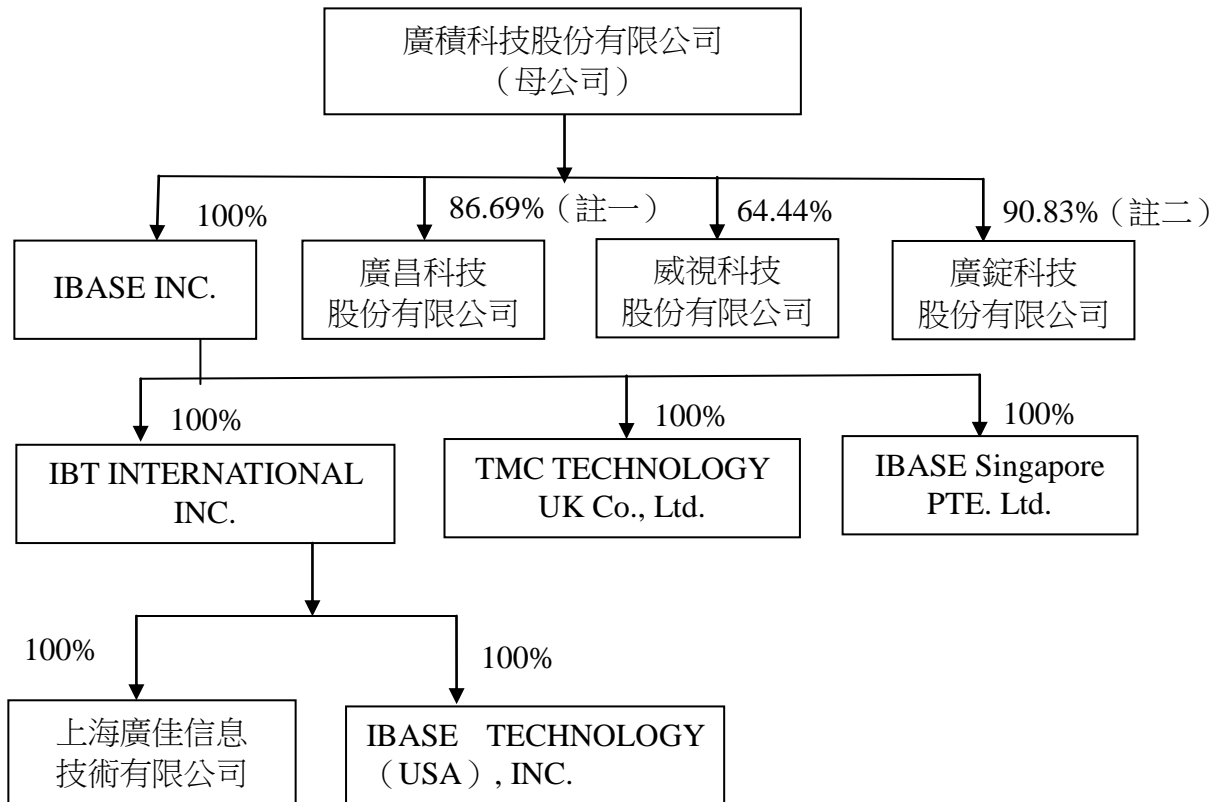 廣積科技股份有限公司
（母公司）
100%
86.69%（註一）
64.44%
90.83%（註二）
IBASE INC.
廣昌科技
股份有限公司
威視科技
股份有限公司
廣錠科技
股份有限公司
100%
100%
100%
IBT INTERNATIONAL
INC.
TMC TECHNOLOGY
UK Co., Ltd.
IBASE Singapore
PTE. Ltd.
100%
100%
上海廣佳信息
技術有限公司
IBASE TECHNOLOGY
（USA）, INC.